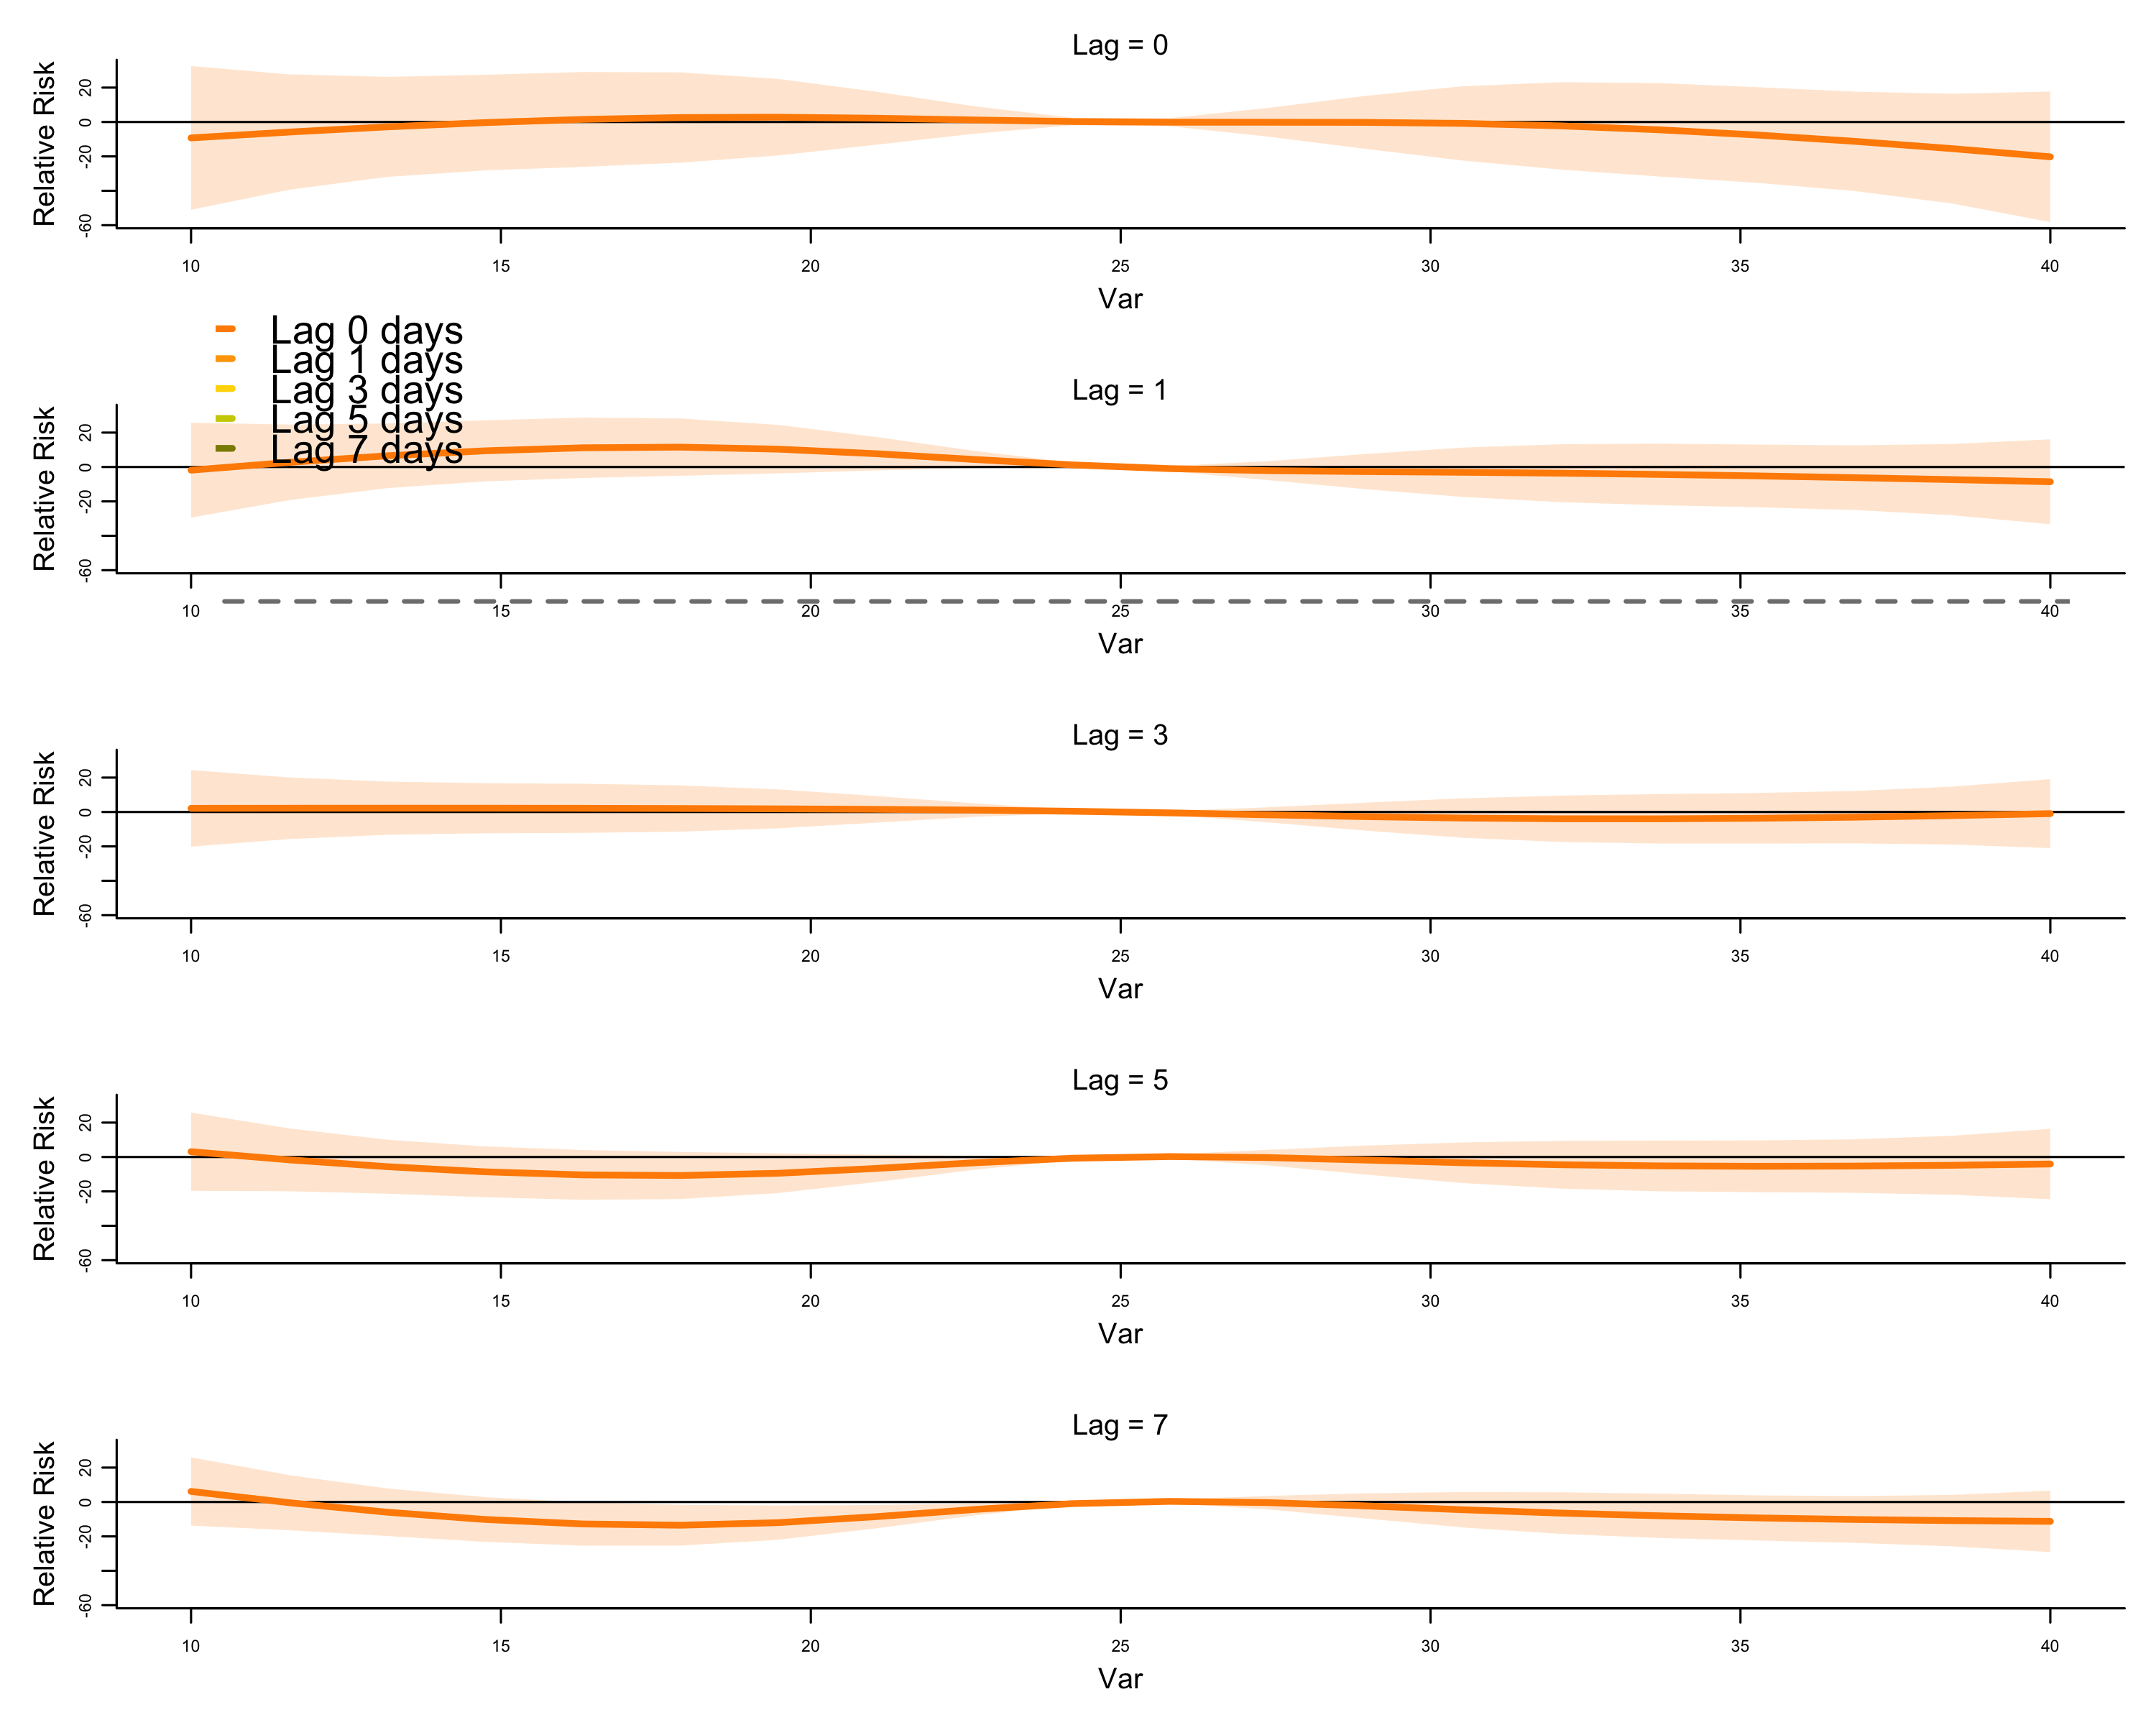 Lag = 0
Relative Risk
20
0
-20
-60
10 15 20 25 30 35 40
Var
Lag 0 days
Lag 1 days
Lag 3 days
Lag 5 days
Lag 7 days
Lag = 1
Relative Risk
20
0
-20
-60
10 15 20 25 30 35 40
Var
Lag = 3
Relative Risk
20
0
-20
-60
10 15 20 25 30 35 40
Var
Lag = 5
Relative Risk
20
0
-20
-60
10 15 20 25 30 35 40
Var
Lag = 7
Relative Risk
20
0
-20
-60
10 15 20 25 30 35 40
Var